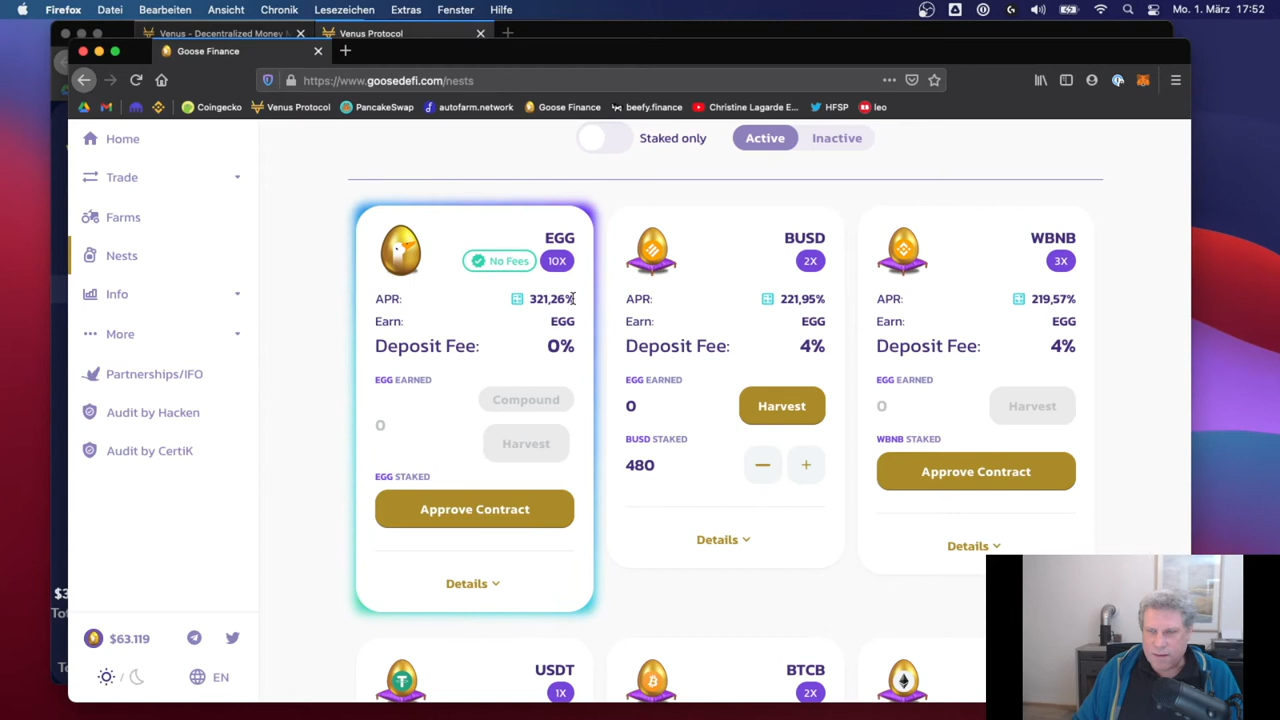 Firefox Datei Bearbeiten Ansicht Chronik Lesezeichen Extras Fenster Hilfe Mo. 1. März 17:52
Venus - Decentralized Money Venus Protocol
Goose Finance
https://www.goosedefi.com/nests
Coingecko Venus Protocol PancakeSwap autofarm.network Goose Finance beefy.finance Christine Lagarde E... HFSP leo
Home
Trade
Farms
Nests
Info
More
Partnerships/IFO
Audit by Hacken
Audit by CertiK
$63.119
EN
Staked only Active Inactive
EGG
No Fees 10X
APR: 321,26%
Earn: EGG
Deposit Fee: 0%
EGG EARNED
0
Compound
Harvest
EGG STAKED
Approve Contract
Details
BUSD
2X
APR: 221,95%
Earn: EGG
Deposit Fee: 4%
EGG EARNED
0 Harvest
BUSD STAKED
480
Details
WBNB
3X
APR: 219,57%
Earn: EGG
Deposit Fee: 4%
EGG EARNED
0 Harvest
WBNB STAKED
Approve Contract
Details
USDT
1X
BTCB
2X